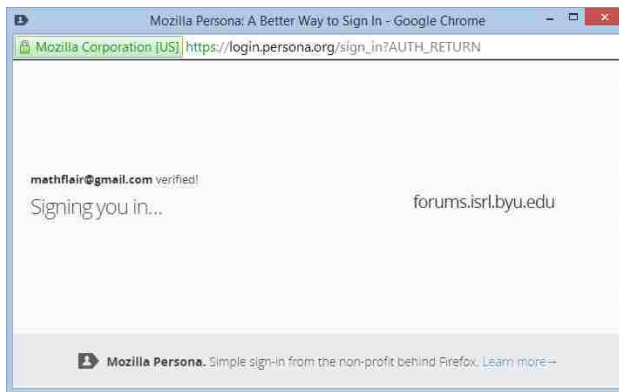 Mozilla Persona: A Better Way to Sign In - Google Chrome
Mozilla Corporation [US] https://login.persona.org/sign_in?AUTH_RETURN
mathflair@gmail.com verified!
Signing you in...
forums.isrl.byu.edu
Mozilla Persona. Simple sign-in from the non-profit behind Firefox. Learn more→